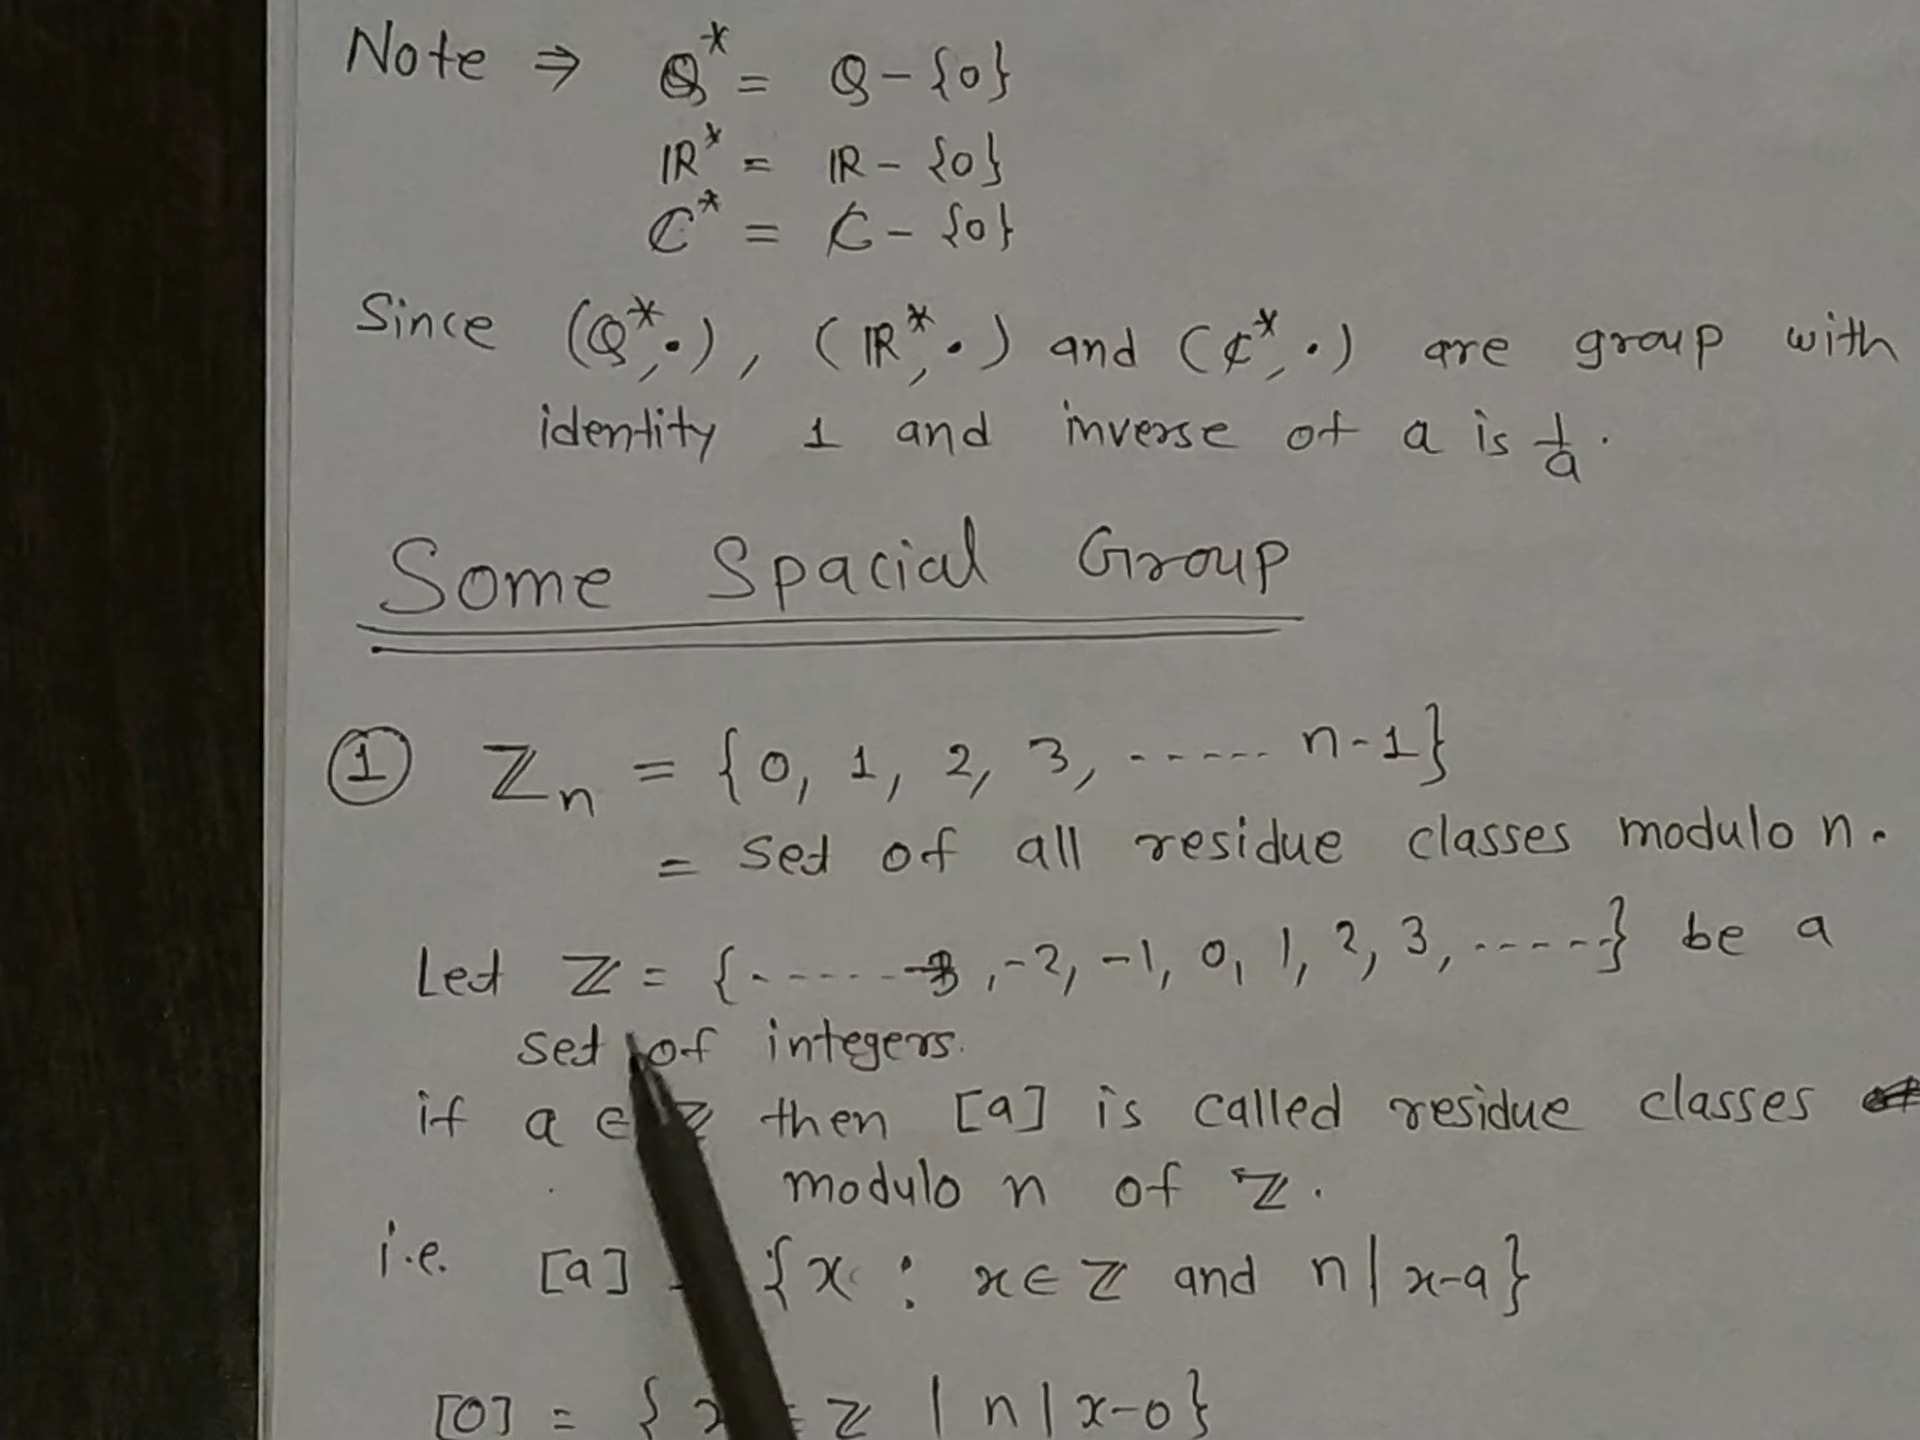 Note ⇒ Q* = Q - {0}
IR* = IR - {0}
C* = C - {0}
Since (Q*, •), (IR*, •) and (C*, •) are group with
identity 1 and inverse of a is 1/a .
Some Spacial Group
① Zn = {0, 1, 2, 3, ------ n-1}
= set of all residue classes modulo n.
Let Z = {- - - - - -3, -2, -1, 0, 1, 2, 3, -----} be a
set of integers.
if a ∈ Z then [a] is called residue classes
modulo n of Z .
i.e. [a] = {x : x ∈ Z and n | x-a}
[0] = { x ∈ Z | n | x-0}